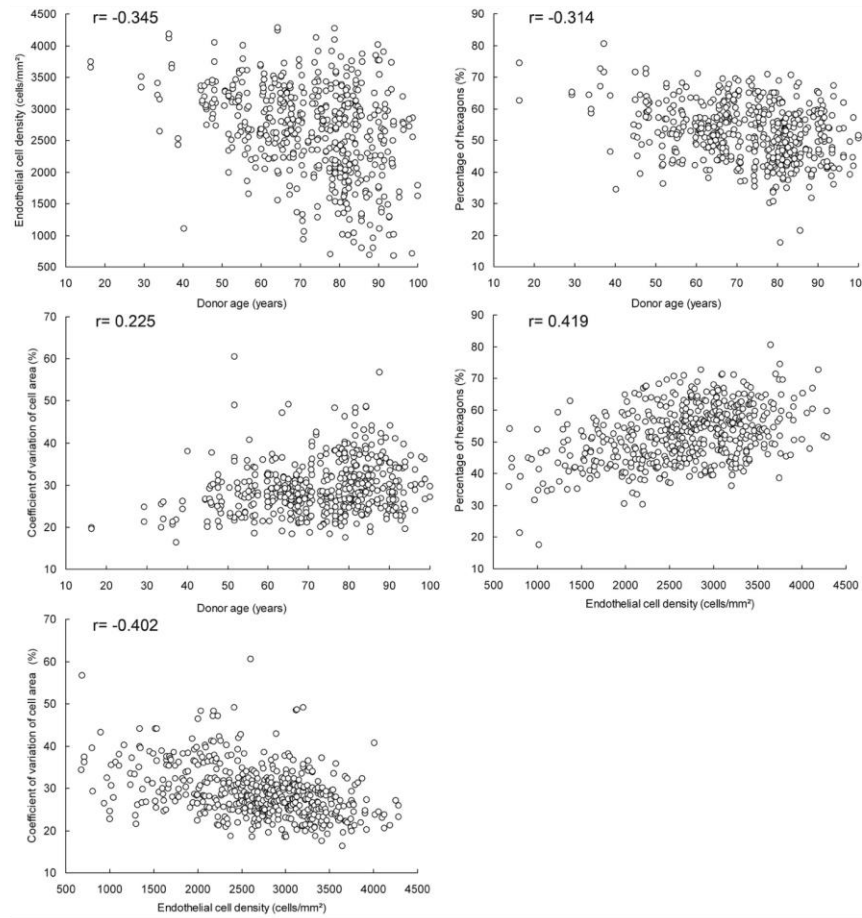 r= -0.345
Endothelial cell density (cells/mm²)
4500
4000
3500
3000
2500
2000
1500
1000
500
10 20 30 40 50 60 70 80 90 100
Donor age (years)
r= -0.314
Percentage of hexagons (%)
90
80
70
60
50
40
30
20
10
10 20 30 40 50 60 70 80 90 100
Donor age (years)
r= 0.225
Coefficient of variation of cell area (%)
70
60
50
40
30
20
10
10 20 30 40 50 60 70 80 90 100
Donor age (years)
r= 0.419
Percentage of hexagons (%)
90
80
70
60
50
40
30
20
10
500 1000 1500 2000 2500 3000 3500 4000 4500
Endothelial cell density (cells/mm²)
r= -0.402
Coefficient of variation of cell area (%)
70
60
50
40
30
20
10
500 1000 1500 2000 2500 3000 3500 4000 4500
Endothelial cell density (cells/mm²)